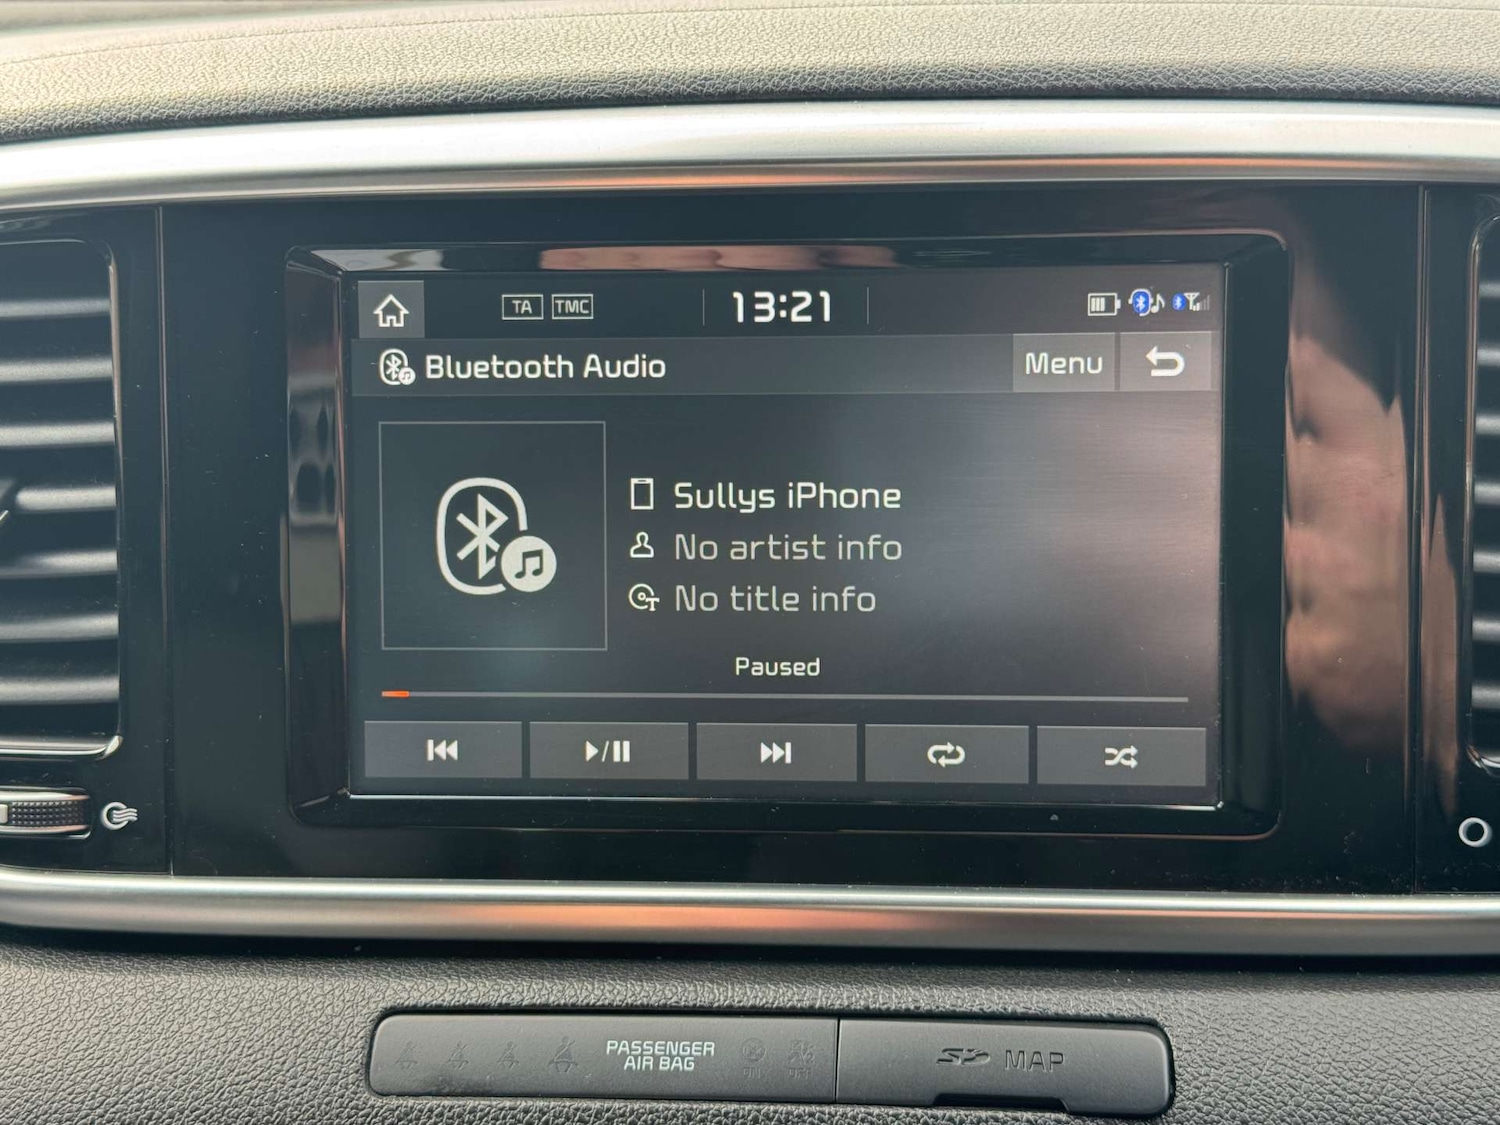 TA TMC 13:21
Bluetooth Audio Menu
Sullys iPhone
No artist info
No title info
Paused
PASSENGER
AIR BAG
SD MAP